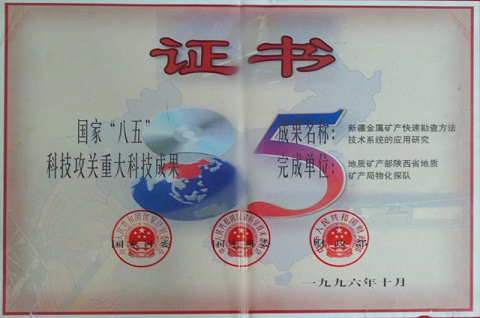 证书
国家“八五”
科技攻关重大科技成果
成果名称：新疆金属矿产快速勘查方法
技术系统的应用研究
完成单位：地质矿产部陕西省地质
矿产局物化探队
一九九六年十月